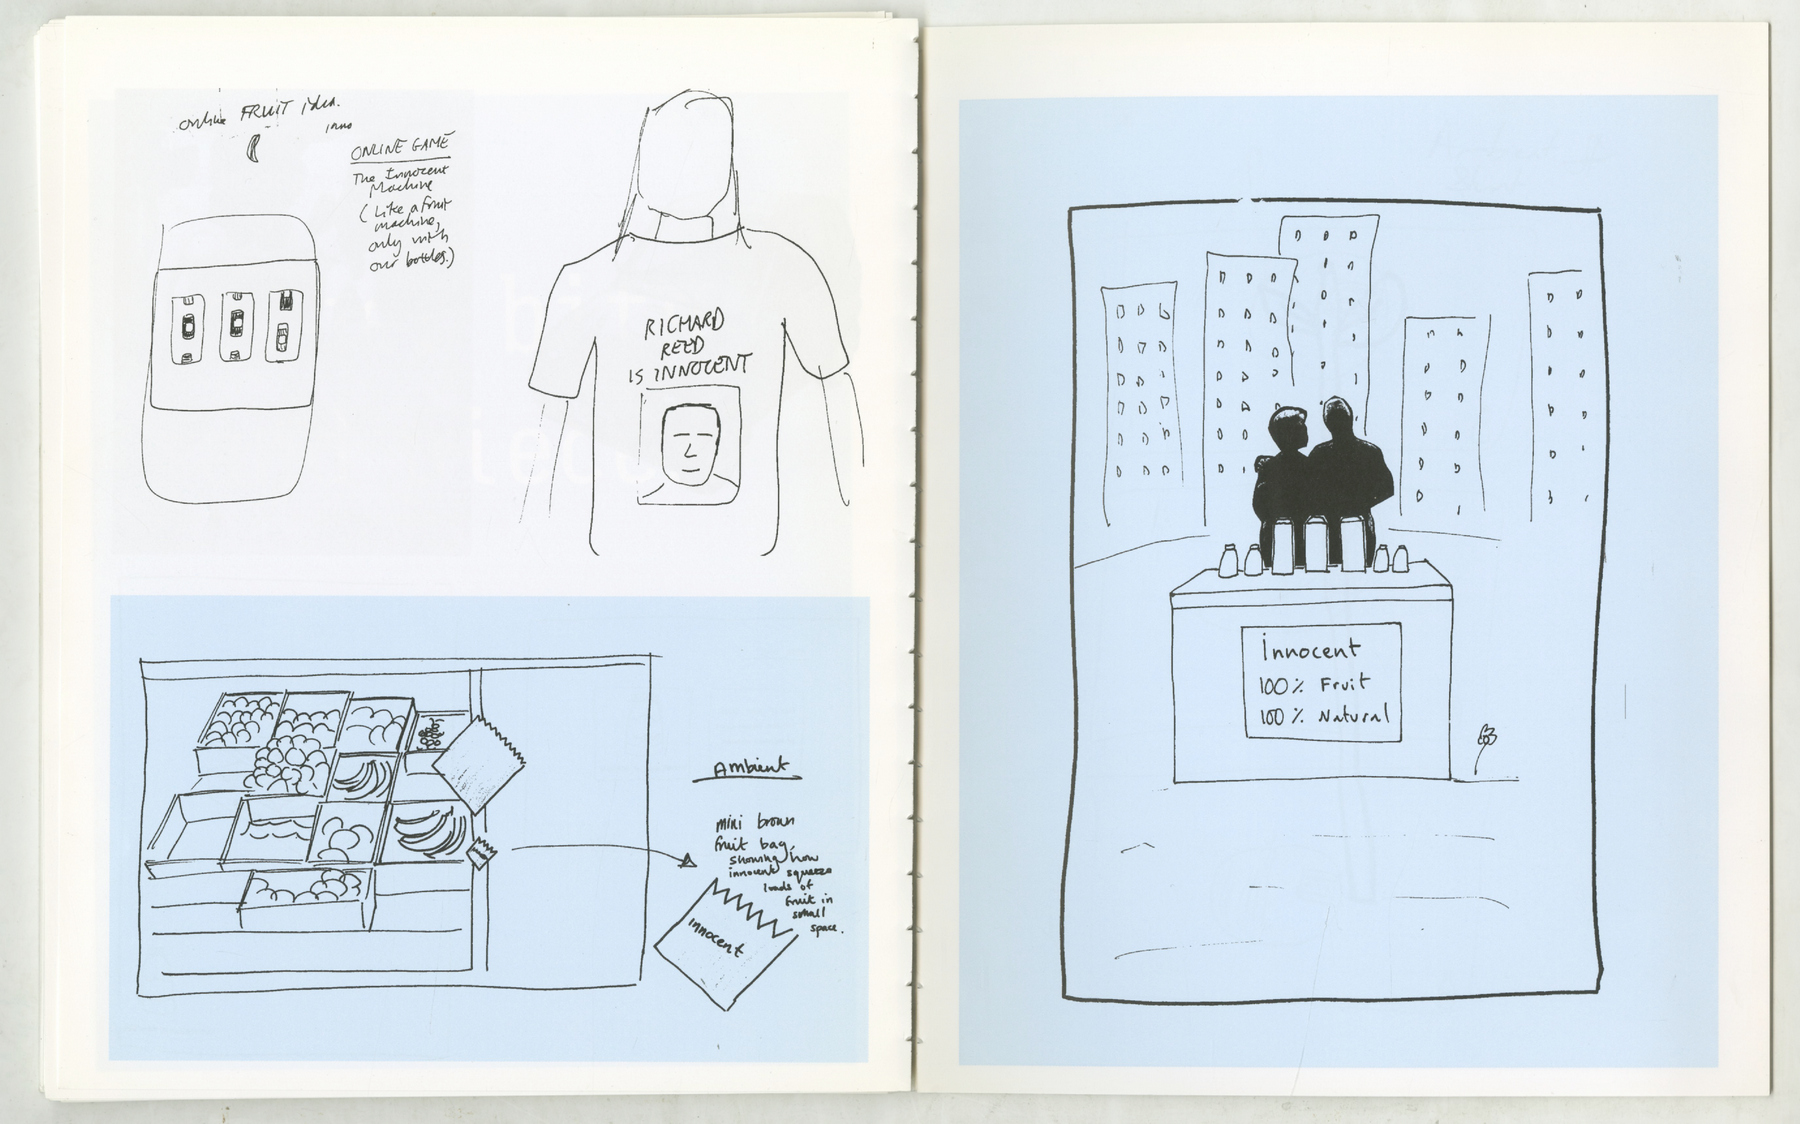 online FRUIT idea.
inno
ONLINE GAME
The Innocent
Machine
(Like a fruit
machine,
only with
our bottles.)
RICHARD
REED
IS INNOCENT
Ambient
mini brown
fruit bag,
showing how
innocent squeeze
loads of
fruit in
small
space.
innocent
innocent
100% Fruit
100% Natural